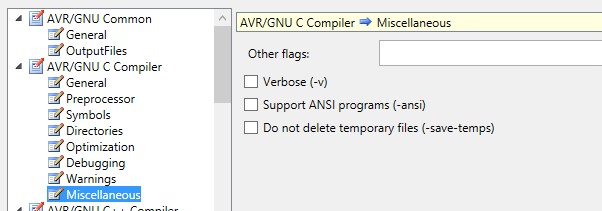 AVR/GNU Common
General
OutputFiles
AVR/GNU C Compiler
General
Preprocessor
Symbols
Directories
Optimization
Debugging
Warnings
Miscellaneous
AVR/GNU C++ Compiler
AVR/GNU C Compiler Miscellaneous
Other flags:
Verbose (-v)
Support ANSI programs (-ansi)
Do not delete temporary files (-save-temps)